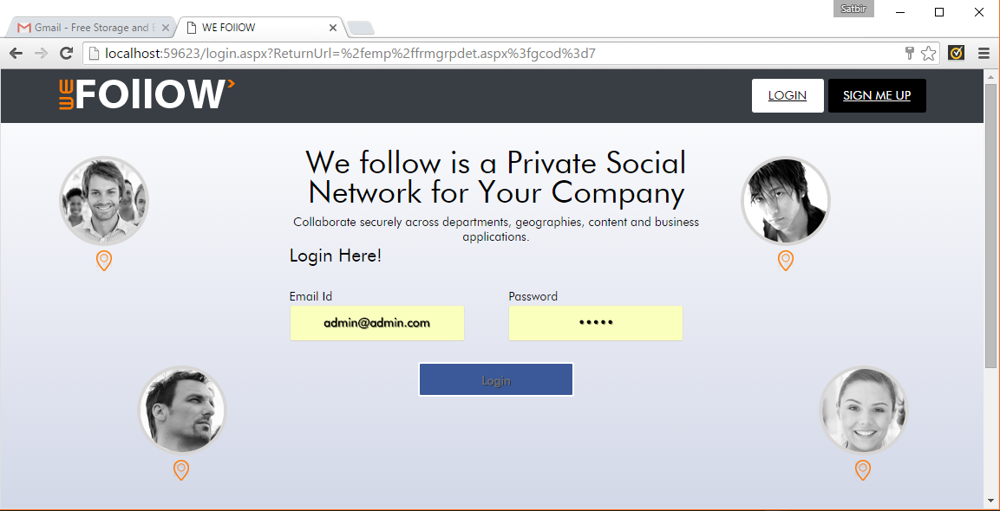 Satbir
Gmail - Free Storage and E
WE FOllOW
localhost:59623/login.aspx?ReturnUrl=%2femp%2ffrmgrpdet.aspx%3fgcod%3d7
WE FOllOW
LOGIN
SIGN ME UP
We follow is a Private Social
Network for Your Company
Collaborate securely across departments, geographies, content and business
applications.
Login Here!
Email Id
Password
admin@admin.com
•••••
Login